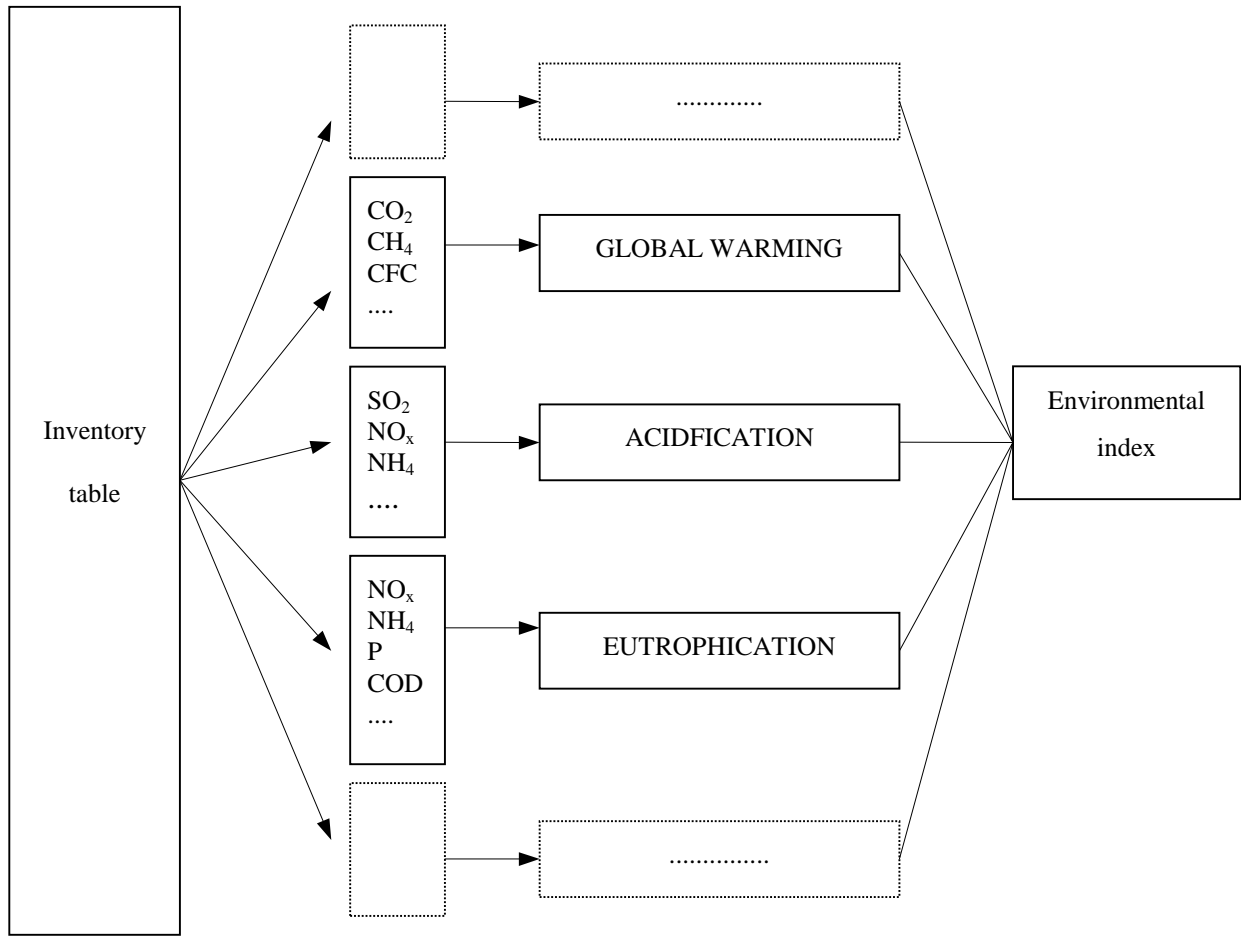 Inventory
table
.............
CO₂
CH₄
CFC
....
GLOBAL WARMING
SO₂
NOₓ
NH₄
....
ACIDFICATION
NOₓ
NH₄
P
COD
....
EUTROPHICATION
...............
Environmental
index